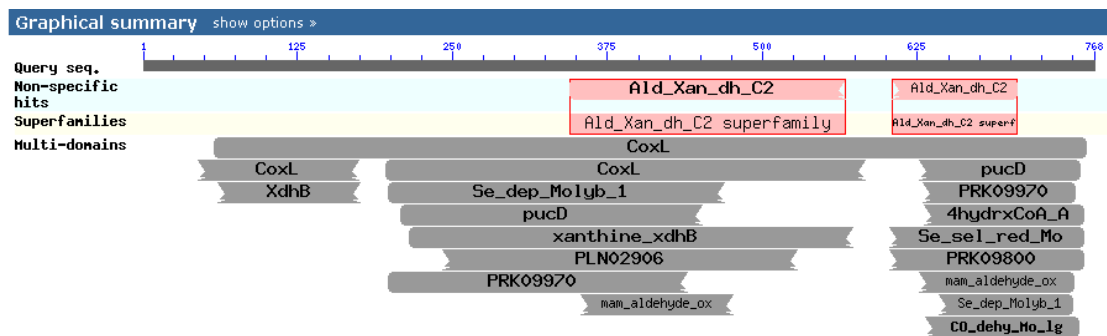 Graphical summary show options »
1 125 250 375 500 625 768
Query seq.
Non-specific hits Ald_Xan_dh_C2 Ald_Xan_dh_C2
Superfamilies Ald_Xan_dh_C2 superfamily Ald_Xan_dh_C2 superf
Multi-domains CoxL
CoxL CoxL pucD
XdhB Se_dep_Molyb_1 PRK09970
pucD 4hydrxCoA_A
xanthine_xdhB Se_sel_red_Mo
PLN02906 PRK09800
PRK09970 mam_aldehyde_ox
mam_aldehyde_ox Se_dep_Molyb_1
CO_dehy_Mo_lg